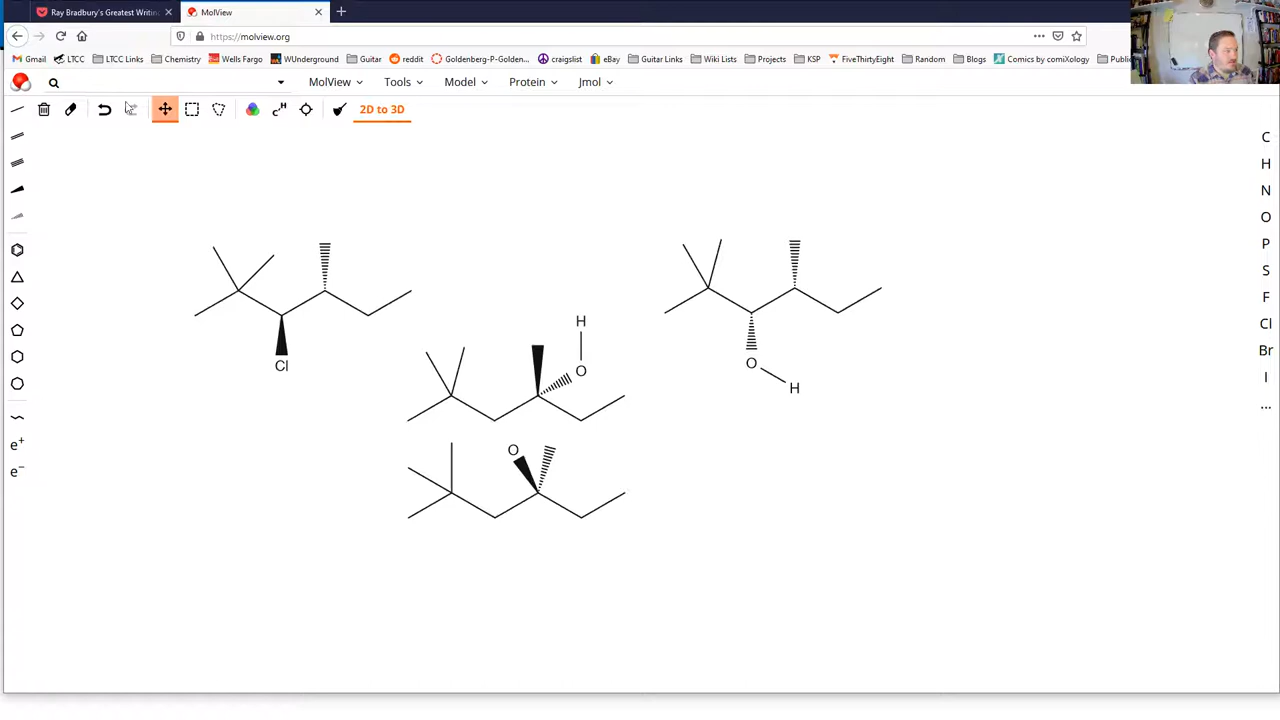 Ray Bradbury's Greatest Writin
MolView
https://molview.org
Gmail LTCC LTCC Links Chemistry Wells Fargo WUnderground Guitar reddit Goldenberg-P-Golden... craigslist eBay Guitar Links Wiki Lists Projects KSP FiveThirtyEight Random Blogs Comics by comiXology Publi
MolView Tools Model Protein Jmol
2D to 3D
C
H
N
O
P
S
F
Cl
Br
I
...
e+
e−
Cl
H
O
O
H
O